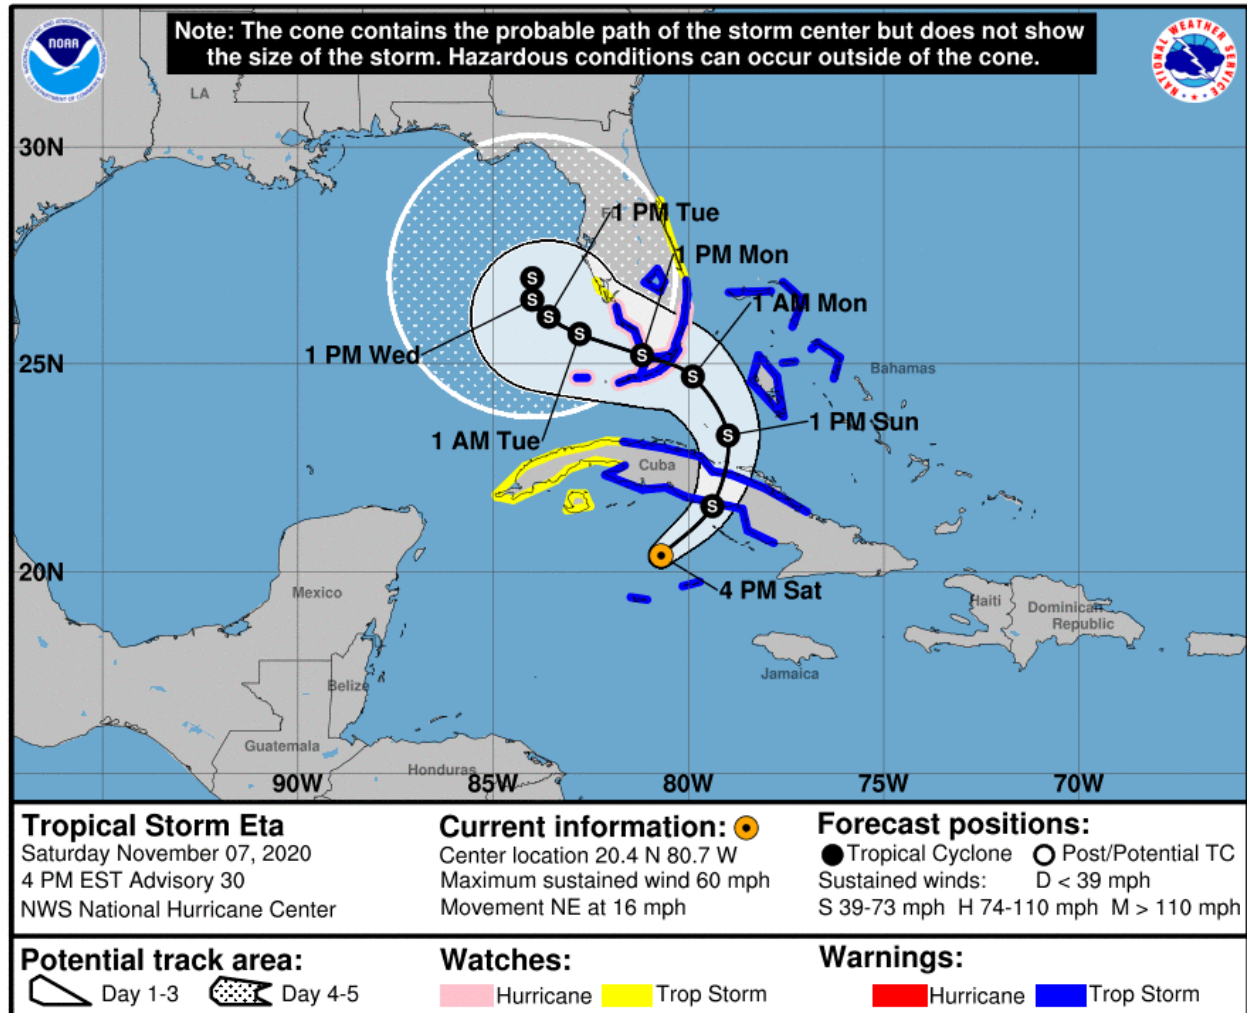 Note: The cone contains the probable path of the storm center but does not show
the size of the storm. Hazardous conditions can occur outside of the cone.
NOAA
NATIONAL WEATHER SERVICE
LA
30N
FL
1 PM Tue
1 PM Mon
1 AM Mon
1 PM Wed
25N
Bahamas
1 PM Sun
1 AM Tue
Cuba
S
S
S
S
S
S
S
S
20N
4 PM Sat
Mexico
Haiti
Dominican
Republic
Jamaica
Belize
Guatemala
Honduras
90W
85W
80W
75W
70W
Tropical Storm Eta
Saturday November 07, 2020
4 PM EST Advisory 30
NWS National Hurricane Center
Current information:
Center location 20.4 N 80.7 W
Maximum sustained wind 60 mph
Movement NE at 16 mph
Forecast positions:
Tropical Cyclone Post/Potential TC
Sustained winds: D < 39 mph
S 39-73 mph H 74-110 mph M > 110 mph
Potential track area:
Day 1-3 Day 4-5
Watches:
Hurricane Trop Storm
Warnings:
Hurricane Trop Storm